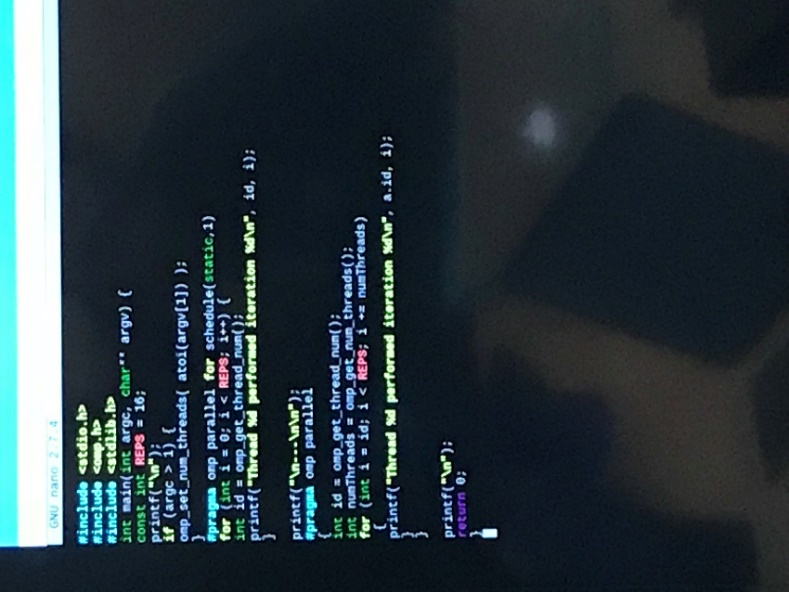 GNU nano 2.7.4
#include <stdio.h>
#include <omp.h>
#include <stdlib.h>
int main(int argc, char** argv) {
const int REPS = 16;
printf("\n");
if (argc > 1) {
omp_set_num_threads( atoi(argv[1]) );
}
#pragma omp parallel for schedule(static,1)
for (int i = 0; i < REPS; i++) {
int id = omp_get_thread_num();
printf("Thread %d performed iteration %d\n", id, i);
}
printf("\n---\n\n");
#pragma omp parallel
{
int id = omp_get_thread_num();
int numThreads = omp_get_num_threads();
for (int i = id; i < REPS; i += numThreads)
{
printf("Thread %d performed iteration %d\n", a.id, i);
}
}
printf("\n");
return 0;
}